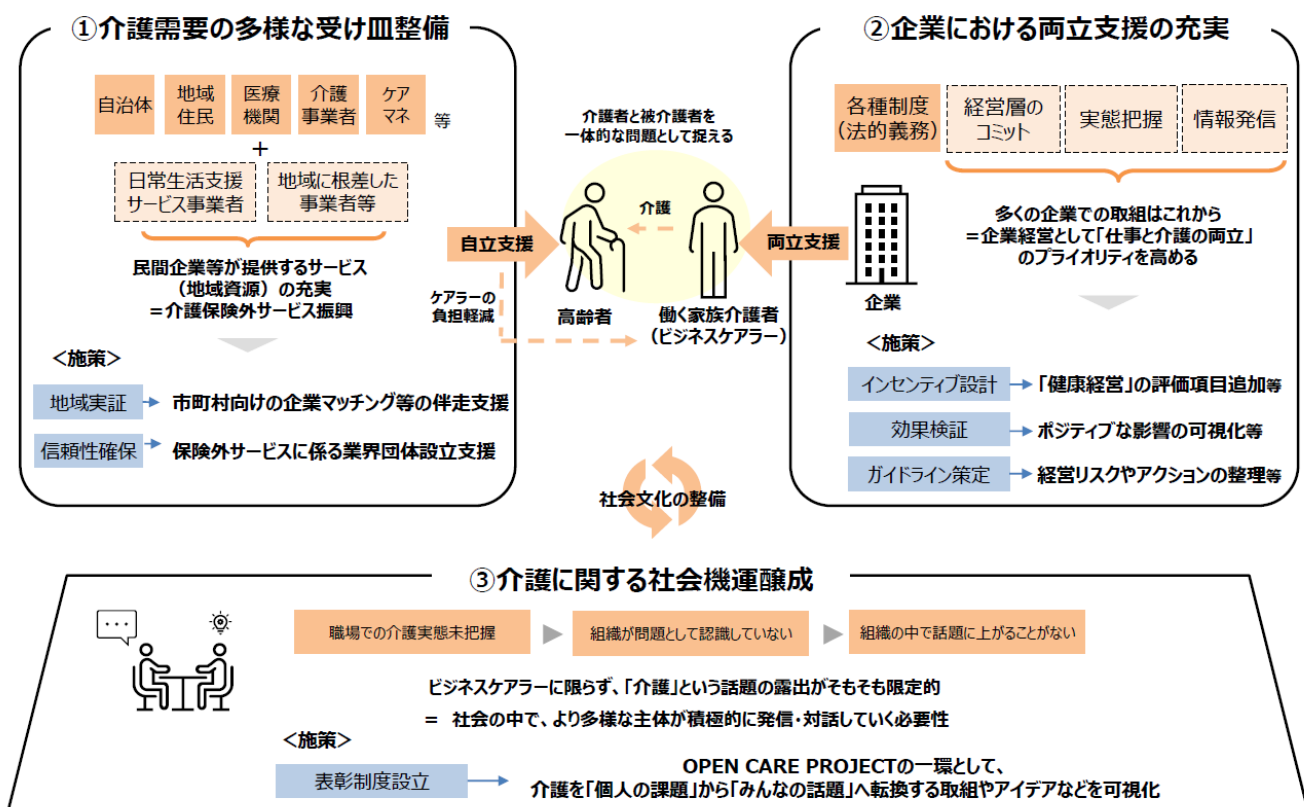 ①介護需要の多様な受け皿整備
自治体
地域
住民
医療
機関
介護
事業者
ケア
マネ
等
+
日常生活支援
サービス事業者
地域に根差した
事業者等
民間企業等が提供するサービス
（地域資源）の充実
＝介護保険外サービス振興
＜施策＞
地域実証
市町村向けの企業マッチング等の伴走支援
信頼性確保
保険外サービスに係る業界団体設立支援
介護者と被介護者を
一体的な問題として捉える
介護
自立支援
両立支援
ケアラーの
負担軽減
高齢者
働く家族介護者
（ビジネスケアラー）
社会文化の整備
②企業における両立支援の充実
各種制度
（法的義務）
経営層の
コミット
実態把握
情報発信
企業
多くの企業での取組はこれから
＝企業経営として「仕事と介護の両立」
のプライオリティを高める
＜施策＞
インセンティブ設計
「健康経営」の評価項目追加等
効果検証
ポジティブな影響の可視化等
ガイドライン策定
経営リスクやアクションの整理等
③介護に関する社会機運醸成
職場での介護実態未把握
組織が問題として認識していない
組織の中で話題に上がることがない
ビジネスケアラーに限らず、「介護」という話題の露出がそもそも限定的
＝ 社会の中で、より多様な主体が積極的に発信・対話していく必要性
＜施策＞
表彰制度設立
OPEN CARE PROJECTの一環として、
介護を「個人の課題」から「みんなの話題」へ転換する取組やアイデアなどを可視化